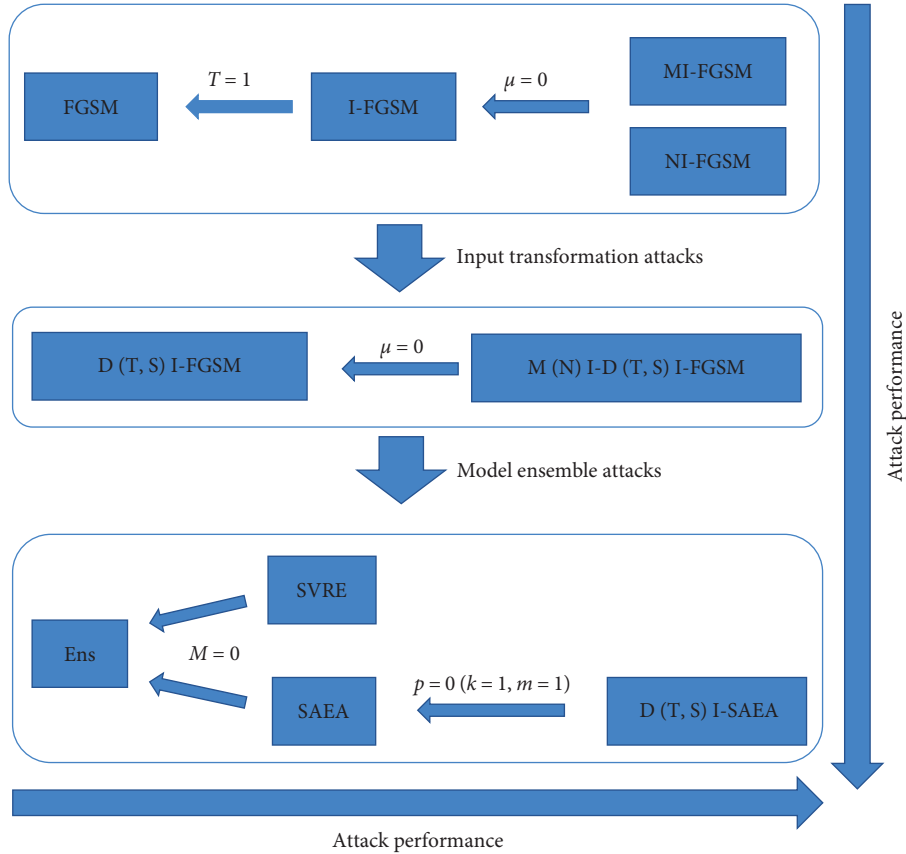 T = 1
μ = 0
MI-FGSM
FGSM
I-FGSM
NI-FGSM
Input transformation attacks
D (T, S) I-FGSM
μ = 0
M (N) I-D (T, S) I-FGSM
Model ensemble attacks
SVRE
Ens
M = 0
SAEA
p = 0 (k = 1, m = 1)
D (T, S) I-SAEA
Attack performance
Attack performance